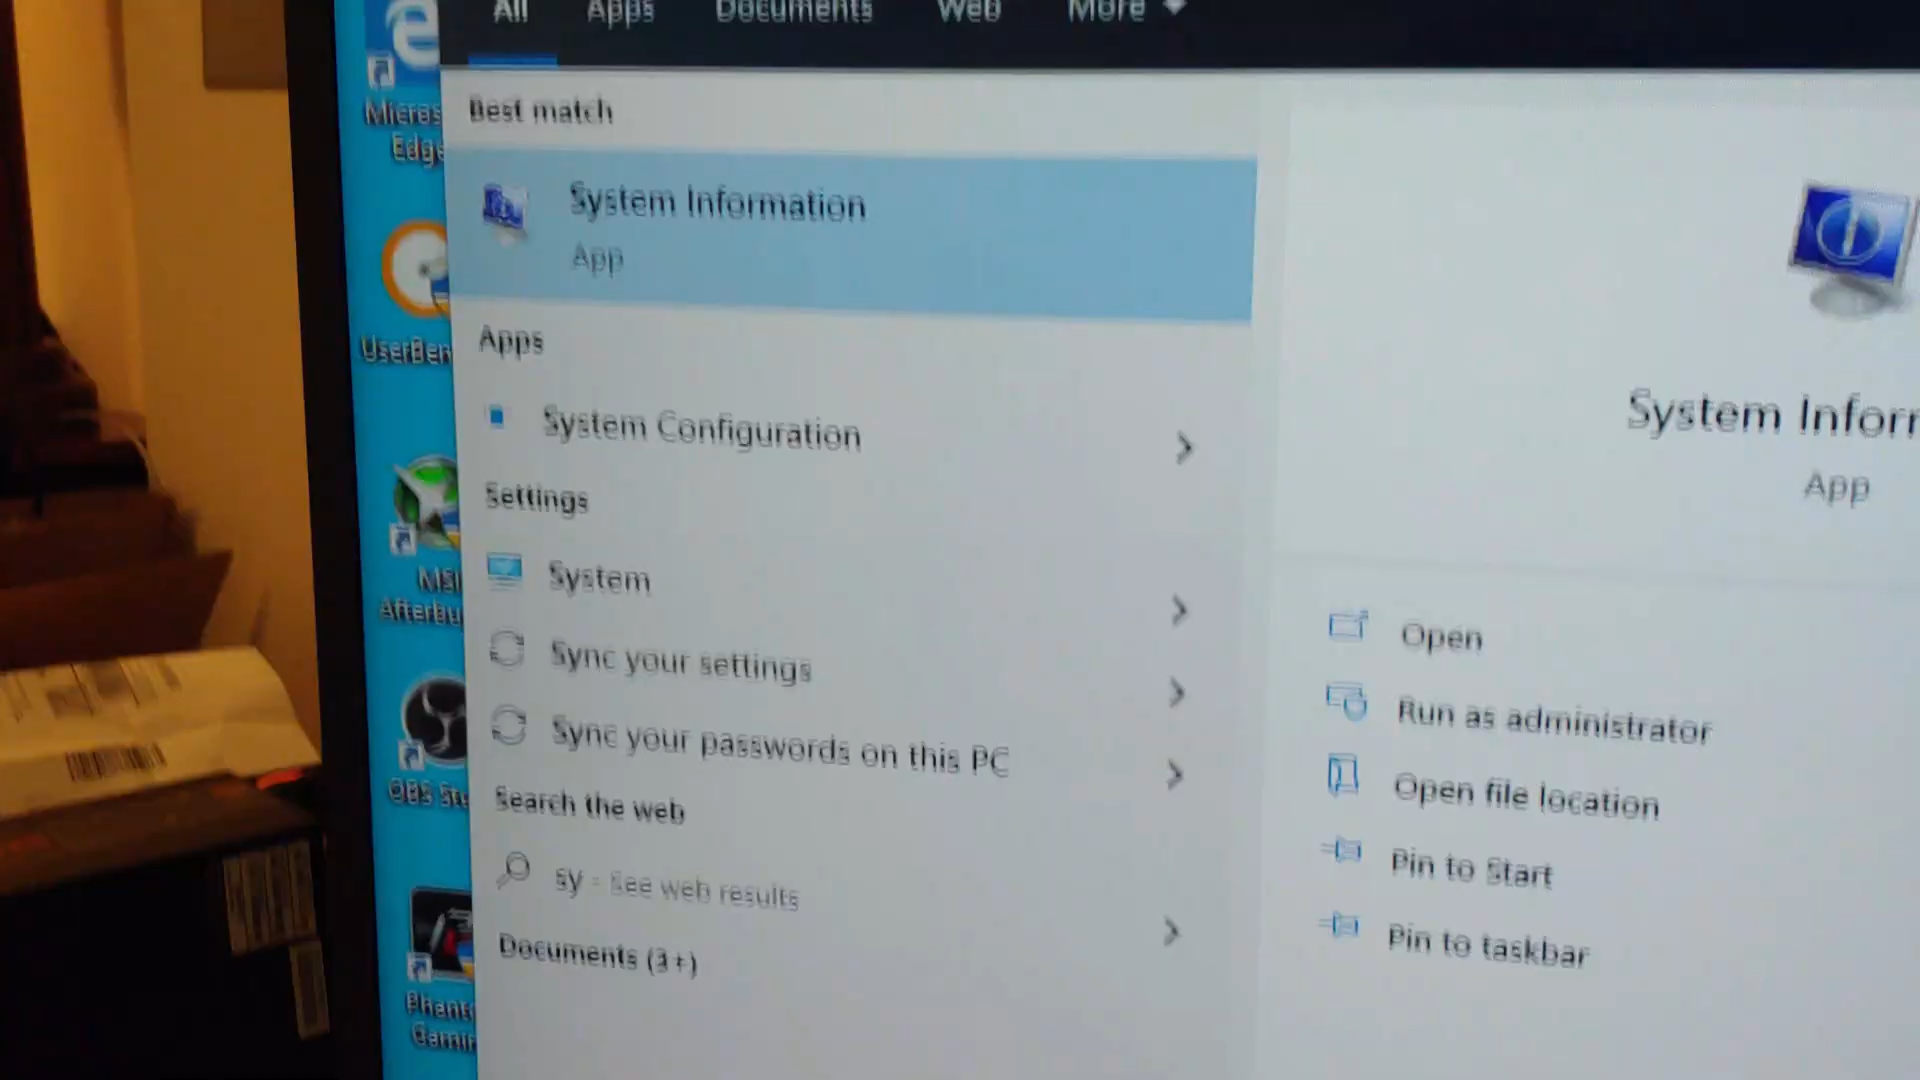 All Apps Documents Web More
Micros
Edge
Best match
System Information
App
UserBen
Apps
System Configuration
Settings
MSI
Afterbu
System
Sync your settings
Sync your passwords on this PC
OBS Stu
Search the web
sy - See web results
Documents (3+)
Phant
Gamin
System Infor
App
Open
Run as administrator
Open file location
Pin to Start
Pin to taskbar